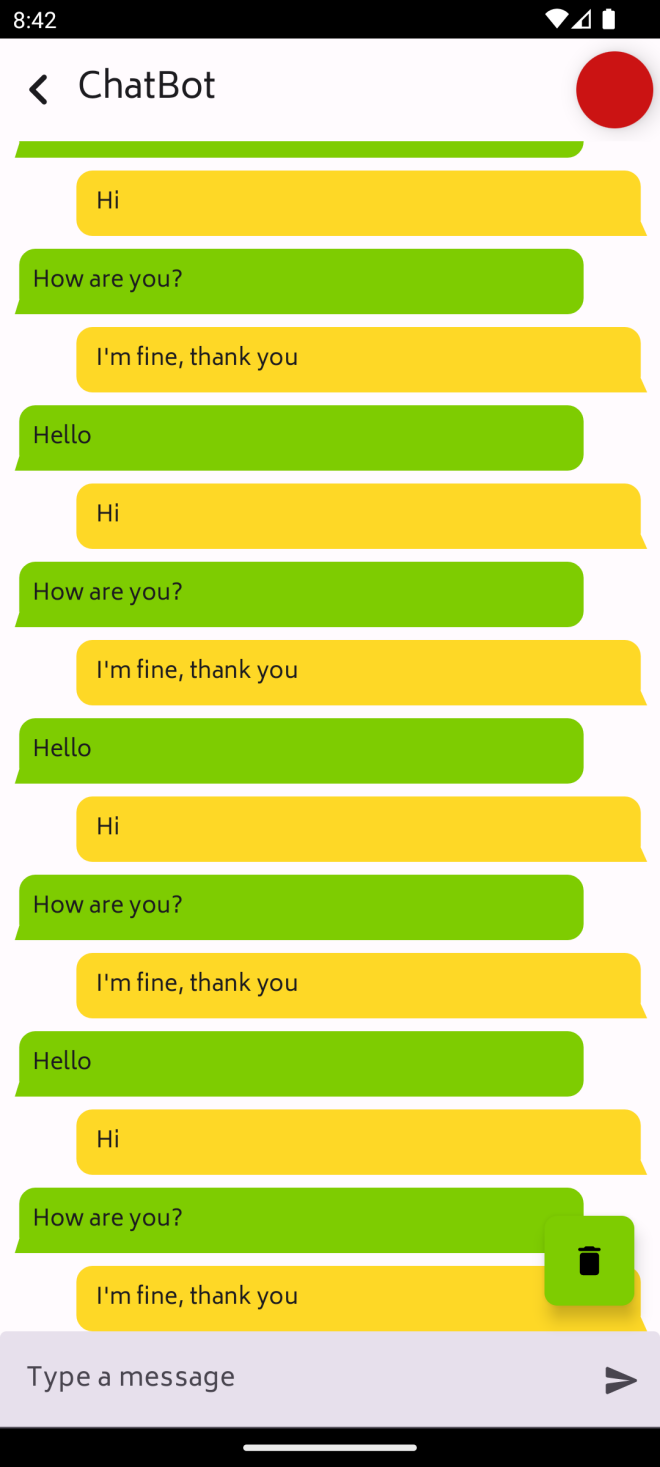 8:42
ChatBot
Hi
How are you?
I'm fine, thank you
Hello
Hi
How are you?
I'm fine, thank you
Hello
Hi
How are you?
I'm fine, thank you
Hello
Hi
How are you?
I'm fine, thank you
Type a message